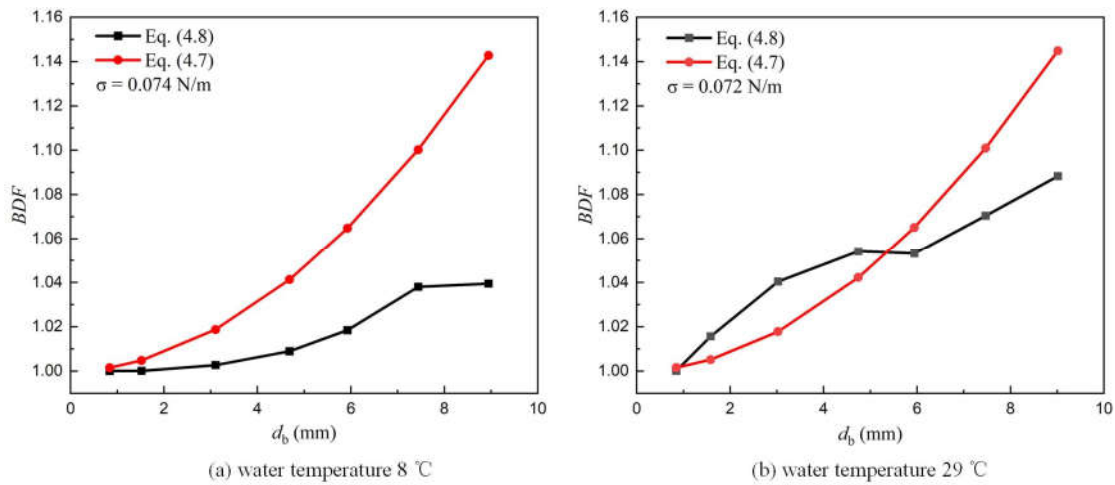 1.16
1.14
1.12
1.10
1.08
1.06
1.04
1.02
1.00
BDF
Eq. (4.8)
Eq. (4.7)
σ = 0.074 N/m
0 2 4 6 8 10
d_b (mm)
(a) water temperature 8 ℃
1.16
1.14
1.12
1.10
1.08
1.06
1.04
1.02
1.00
BDF
Eq. (4.8)
Eq. (4.7)
σ = 0.072 N/m
0 2 4 6 8 10
d_b (mm)
(b) water temperature 29 ℃